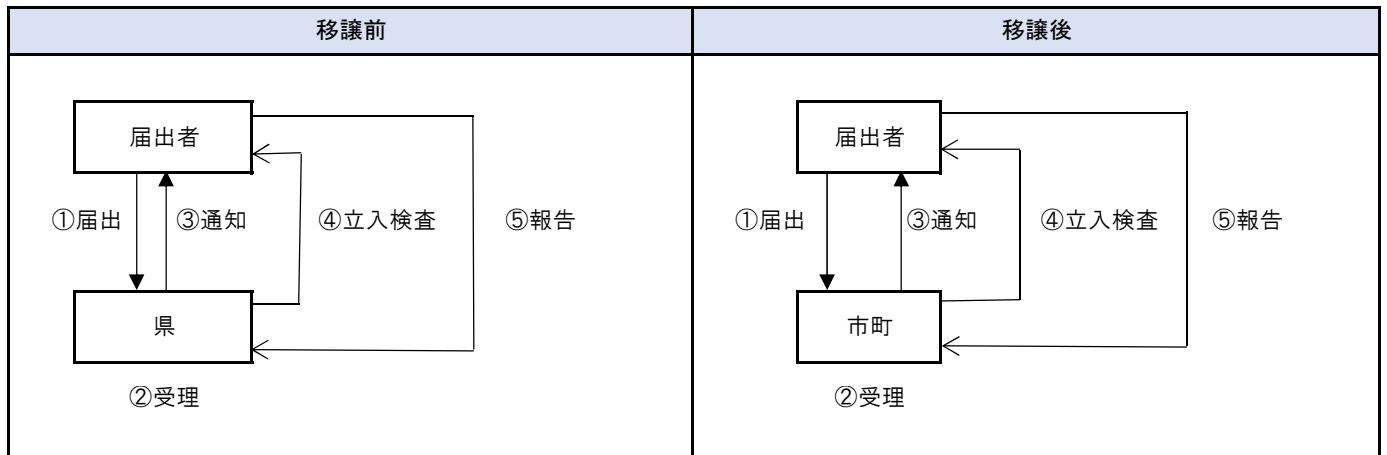 移譲前
移譲後
届出者
①届出
③通知
④立入検査
⑤報告
県
②受理
届出者
①届出
③通知
④立入検査
⑤報告
市町
②受理